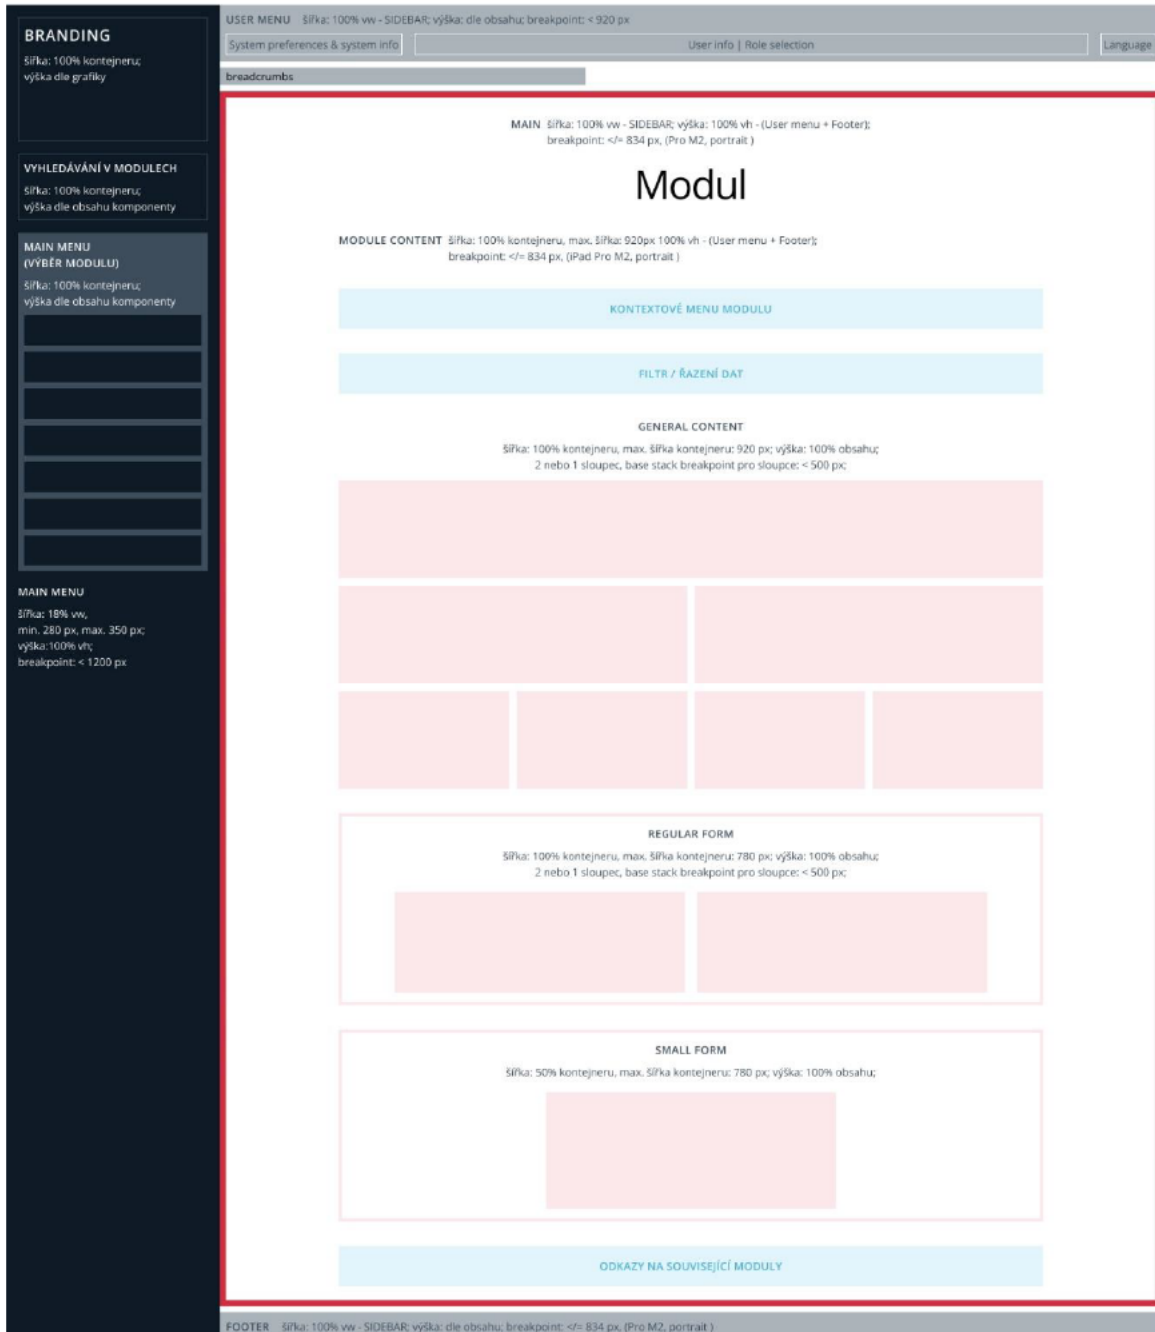 BRANDING
šířka: 100% kontejneru;
výška dle grafiky
VYHLEDÁVÁNÍ V MODULECH
šířka: 100% kontejneru;
výška dle obsahu komponenty
MAIN MENU
(VÝBĚR MODULU)
šířka: 100% kontejneru;
výška dle obsahu komponenty
MAIN MENU
šířka: 18% vw,
min. 280 px, max. 350 px;
výška:100% vh;
breakpoint: < 1200 px
USER MENU šířka: 100% vw - SIDEBAR; výška: dle obsahu; breakpoint: < 920 px
System preferences & system info User info | Role selection Language
breadcrumbs
MAIN šířka: 100% vw - SIDEBAR; výška: 100% vh - (User menu + Footer);
breakpoint: </= 834 px, (Pro M2, portrait )
Modul
MODULE CONTENT šířka: 100% kontejneru, max. šířka: 920px 100% vh - (User menu + Footer);
breakpoint: </= 834 px, (iPad Pro M2, portrait )
KONTEXTOVÉ MENU MODULU
FILTR / ŘAZENÍ DAT
GENERAL CONTENT
šířka: 100% kontejneru, max. šířka kontejneru: 920 px; výška: 100% obsahu;
2 nebo 1 sloupec, base stack breakpoint pro sloupce: < 500 px;
REGULAR FORM
šířka: 100% kontejneru, max. šířka kontejneru: 780 px; výška: 100% obsahu;
2 nebo 1 sloupec, base stack breakpoint pro sloupce: < 500 px;
SMALL FORM
šířka: 50% kontejneru, max. šířka kontejneru: 780 px; výška: 100% obsahu;
ODKAZY NA SOUVISEJÍCÍ MODULY
FOOTER šířka: 100% vw - SIDEBAR; výška: dle obsahu; breakpoint: </= 834 px, (Pro M2, portrait )